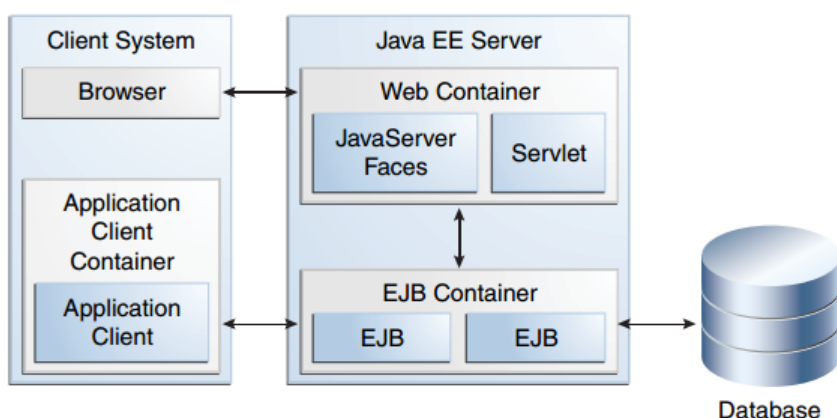 Client System
Browser
Application
Client
Container
Application
Client
Java EE Server
Web Container
JavaServer
Faces
Servlet
EJB Container
EJB
EJB
Database